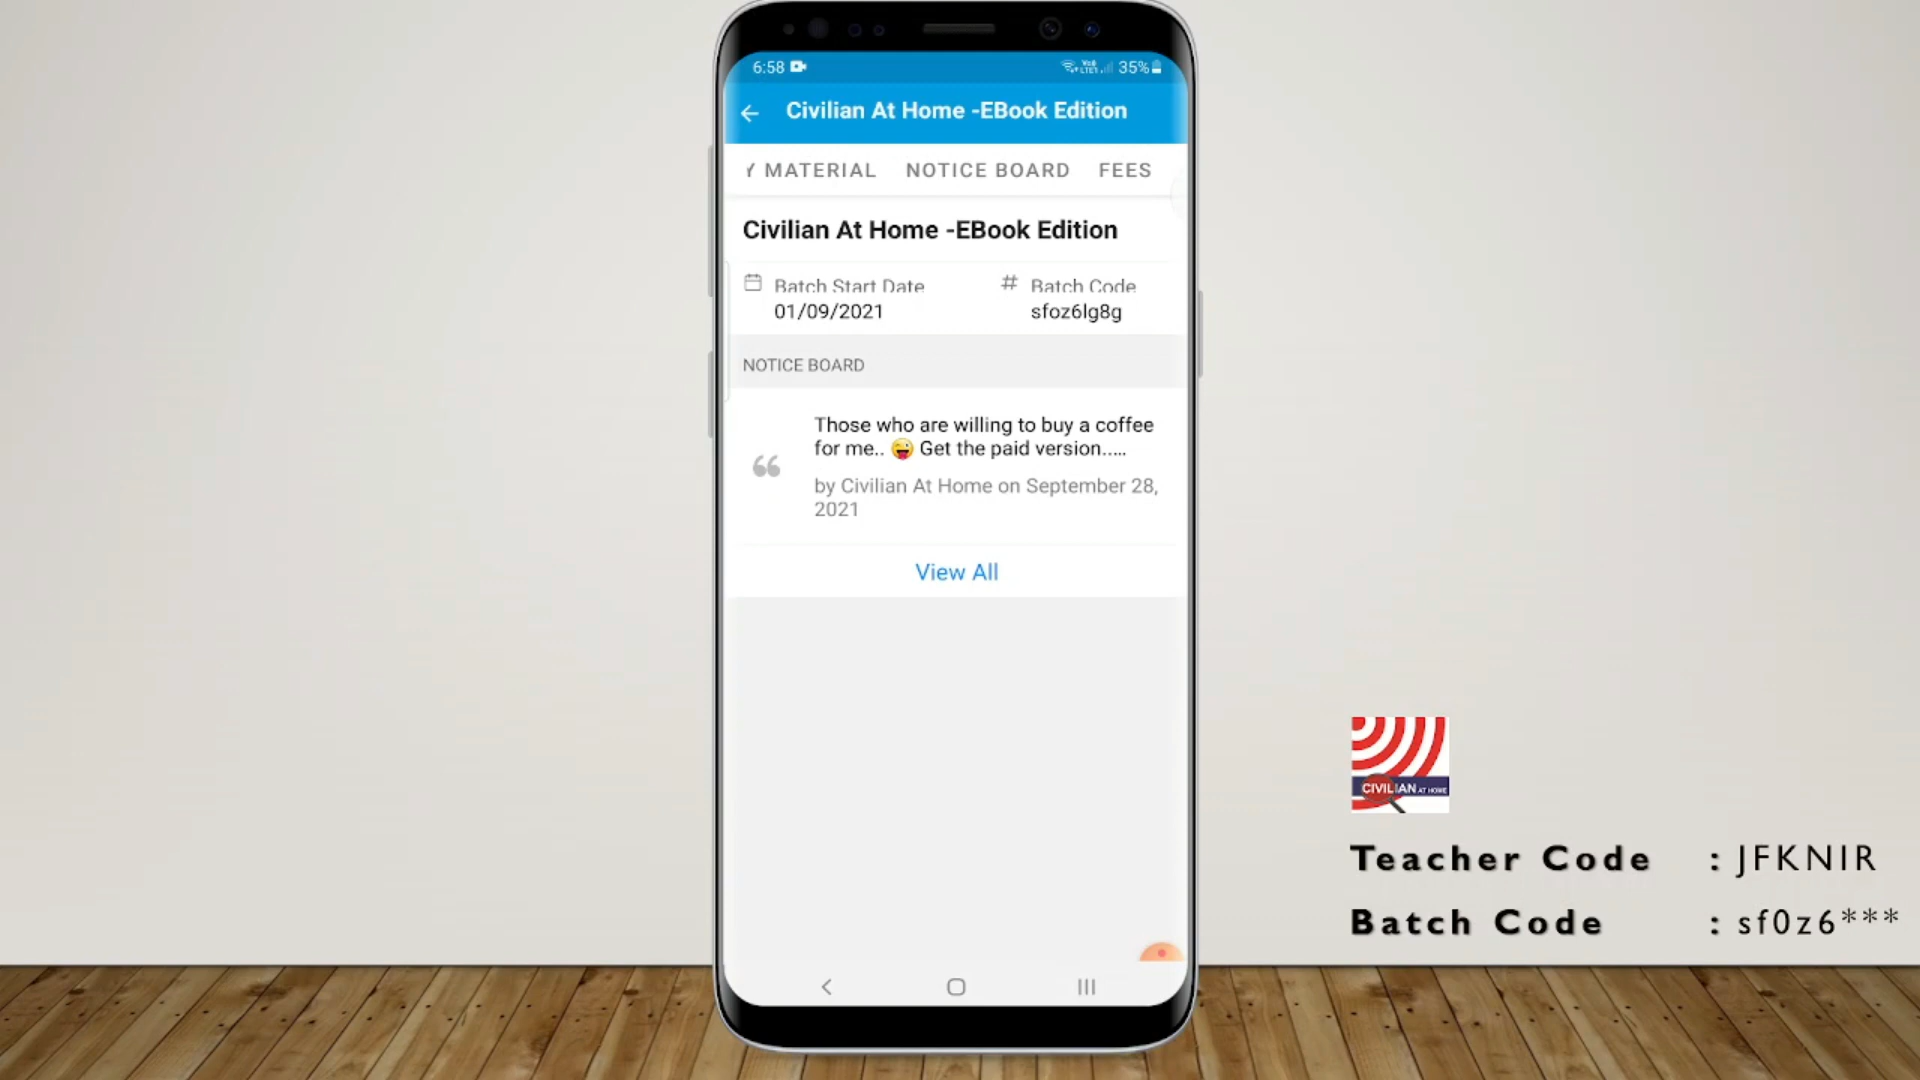 6:58 35%
Civilian At Home -EBook Edition
Y MATERIAL NOTICE BOARD FEES
Civilian At Home -EBook Edition
Batch Start Date # Batch Code
01/09/2021 sfoz6lg8g
NOTICE BOARD
Those who are willing to buy a coffee
for me.. 😜 Get the paid version.....
by Civilian At Home on September 28,
2021
View All
CIVILIAN AT HOME
Teacher Code : JFKNIR
Batch Code : sf0z6***